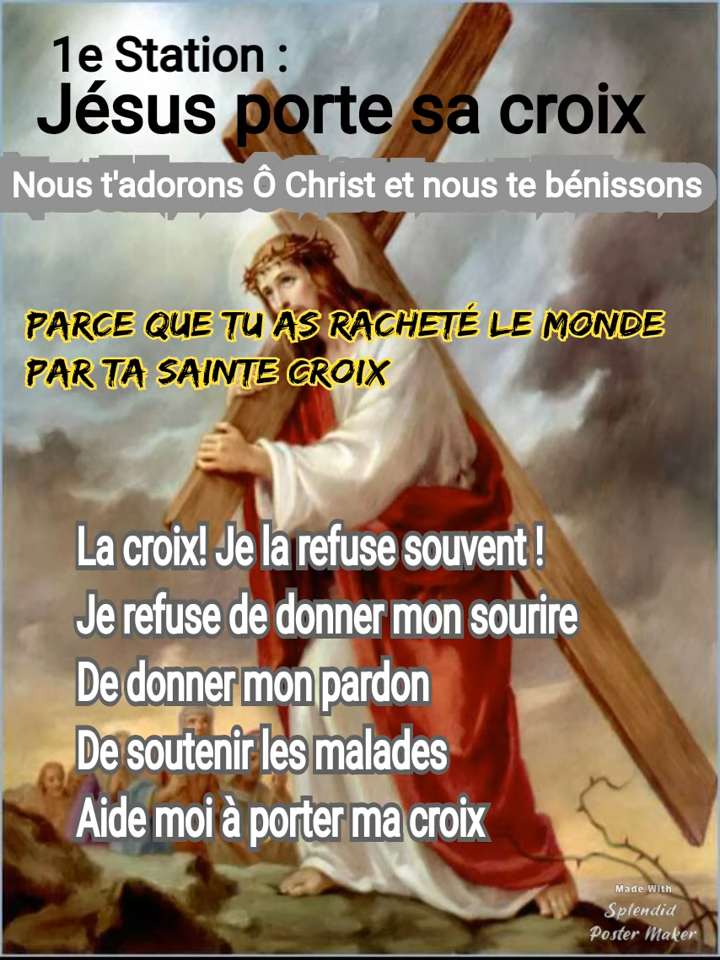 1e Station :
Jésus porte sa croix
Nous t'adorons Ô Christ et nous te bénissons
PARCE QUE TU AS RACHETÉ LE MONDE
PAR TA SAINTE CROIX
La croix! Je la refuse souvent !
Je refuse de donner mon sourire
De donner mon pardon
De soutenir les malades
Aide moi à porter ma croix
Made With
Splendid
Poster Maker